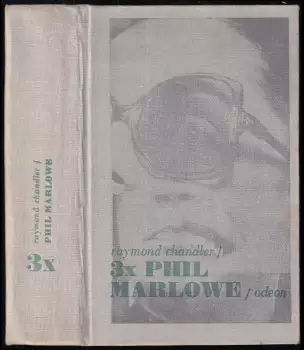 raymond chandler /
PHIL MARLOWE
3x
raymond chandler /
3x PHIL
MARLOWE / odeon